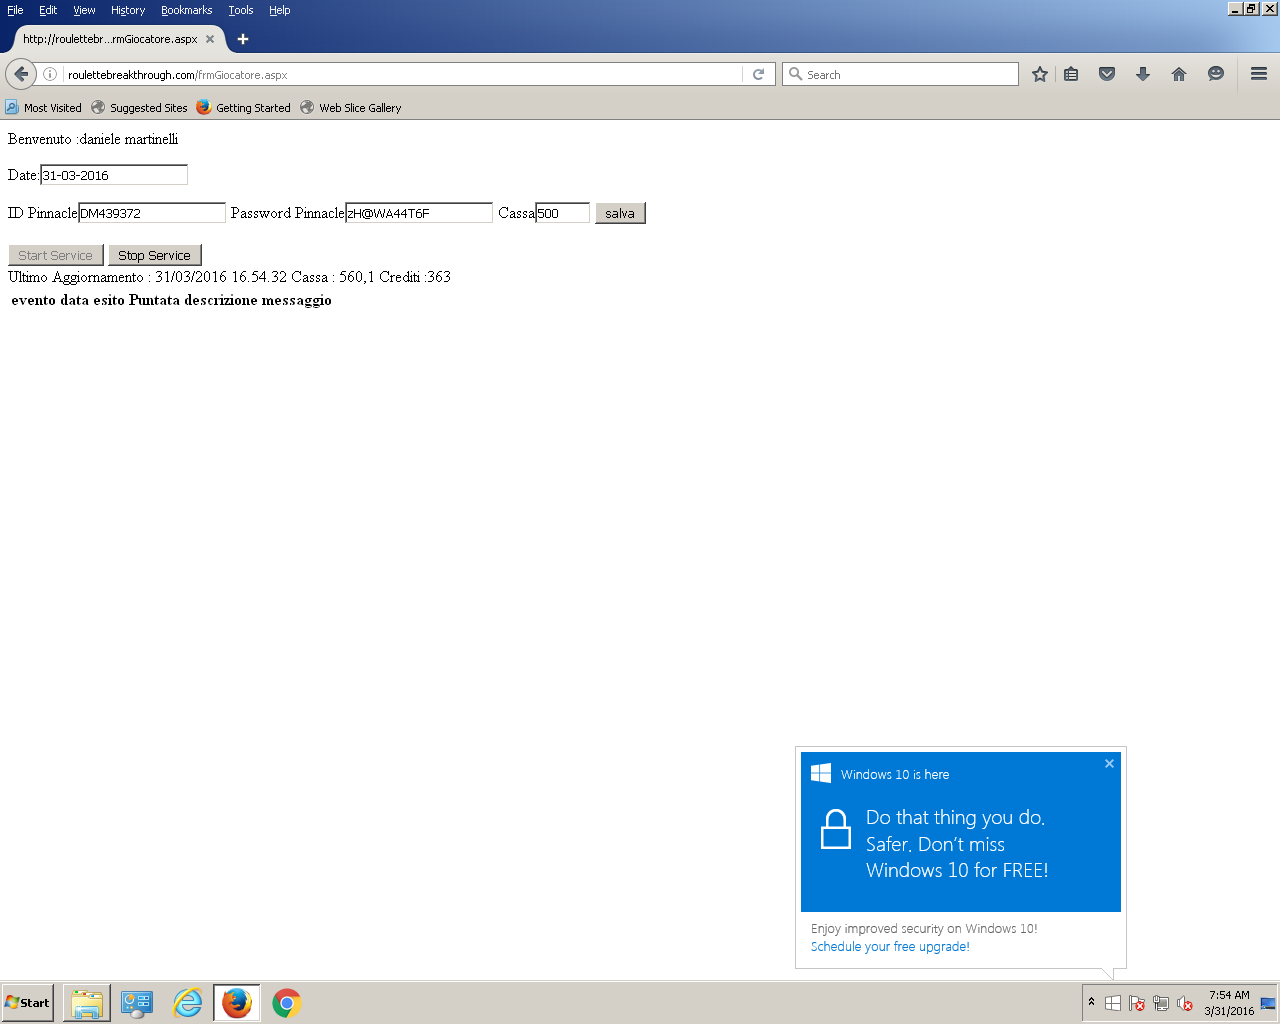 File Edit View History Bookmarks Tools Help
http://roulettebr...rmGiocatore.aspx
roulettebreakthrough.com/frmGiocatore.aspx Search
Most Visited Suggested Sites Getting Started Web Slice Gallery
Benvenuto :daniele martinelli
Date: 31-03-2016
ID Pinnacle DM439372 Password Pinnacle zH@WA44T6F Cassa 500 salva
Start Service Stop Service
Ultimo Aggiornamento : 31/03/2016 16.54.32 Cassa : 560,1 Crediti :363
evento data esito Puntata descrizione messaggio
Windows 10 is here
Do that thing you do.
Safer. Don't miss
Windows 10 for FREE!
Enjoy improved security on Windows 10!
Schedule your free upgrade!
Start
7:54 AM
3/31/2016